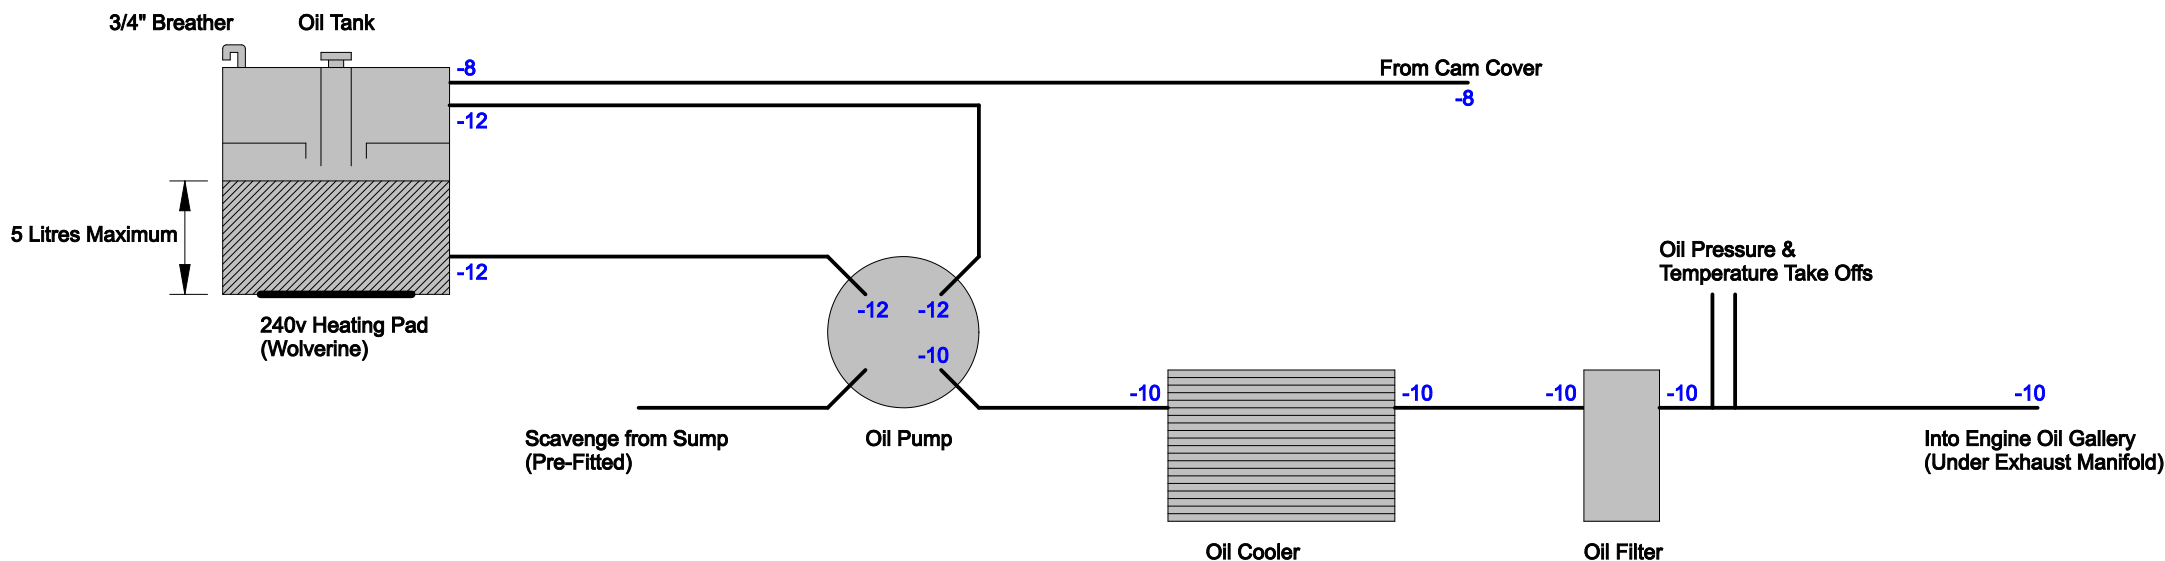 3/4" Breather
Oil Tank
-8
From Cam Cover
-8
-12
5 Litres Maximum
Oil Pressure &
Temperature Take Offs
-12
-12
-12
240v Heating Pad
(Wolverine)
-10
-10
-10
-10
-10
-10
Scavenge from Sump
(Pre-Fitted)
Oil Pump
Into Engine Oil Gallery
(Under Exhaust Manifold)
Oil Cooler
Oil Filter